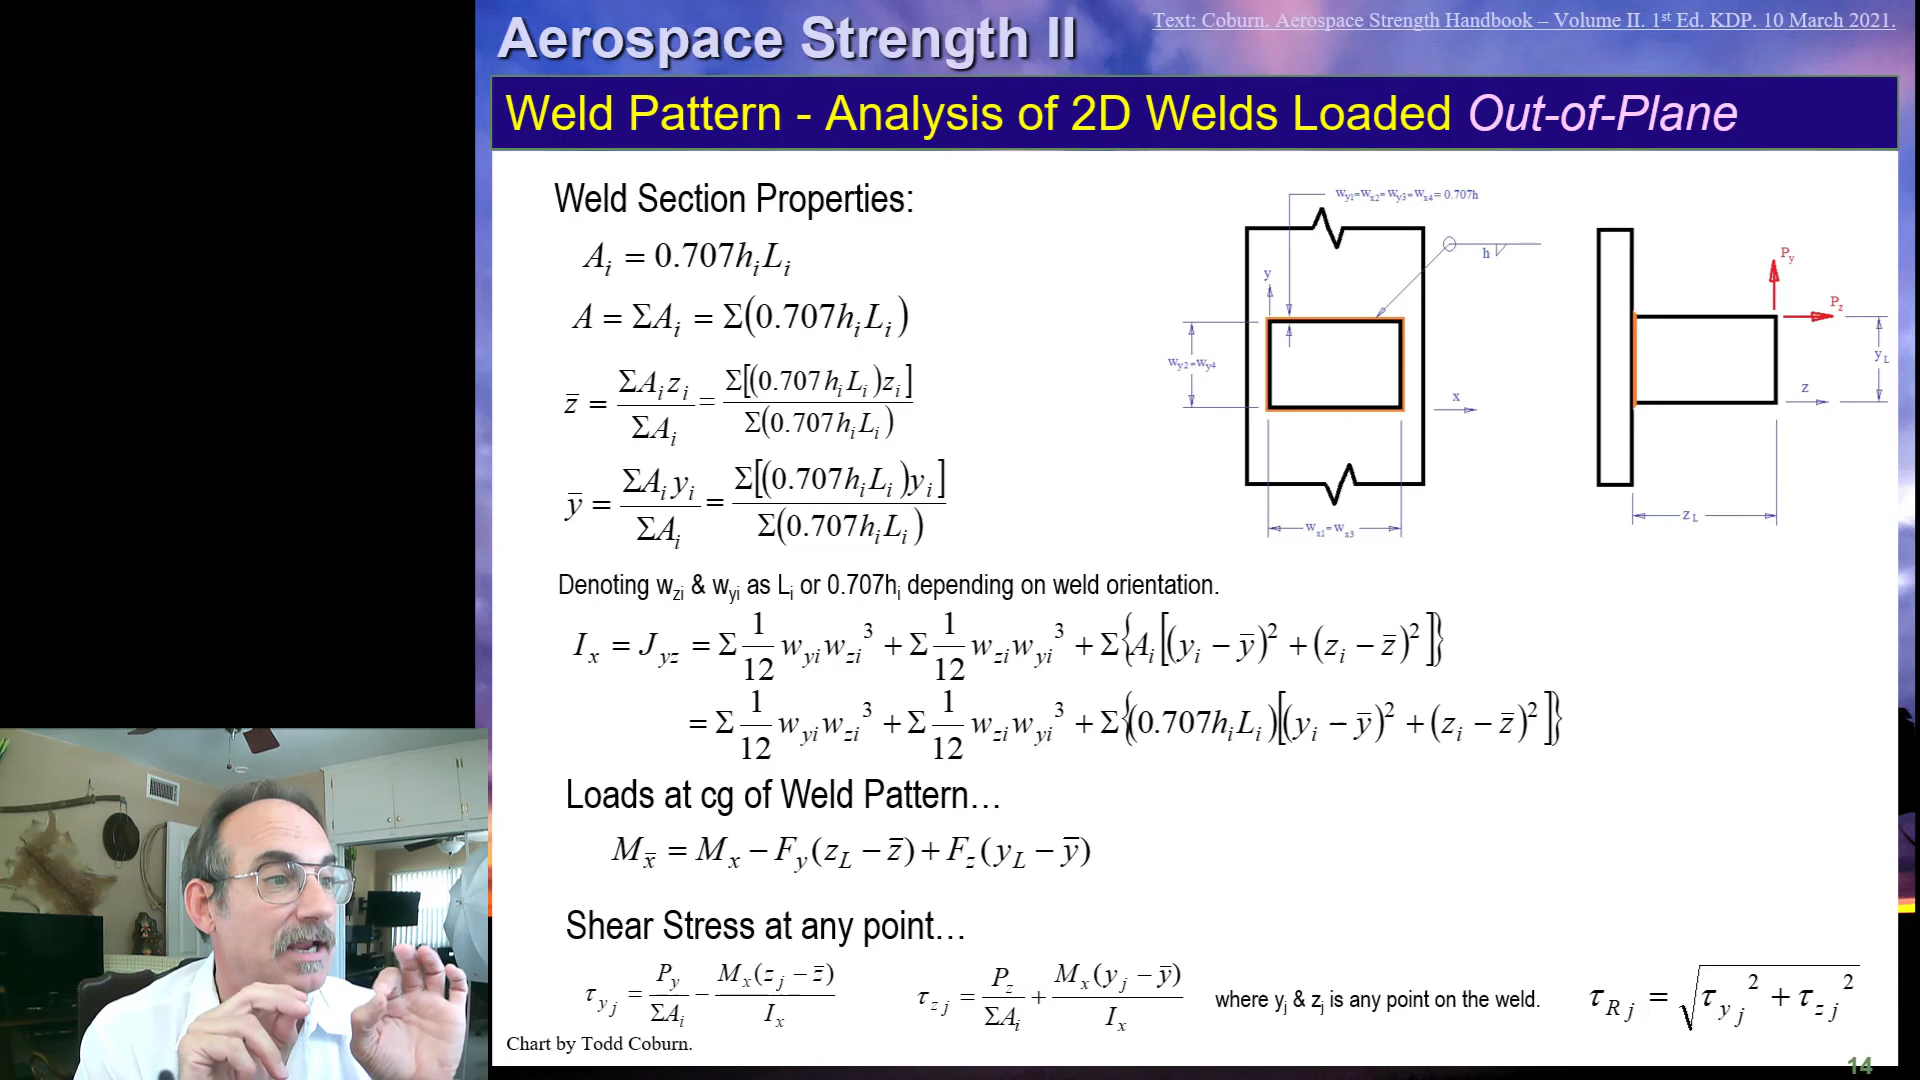 Text: Coburn. Aerospace Strength Handbook – Volume II. 1st Ed. KDP. 10 March 2021.
Aerospace Strength II
Weld Pattern - Analysis of 2D Welds Loaded Out-of-Plane
Weld Section Properties:
A_i = 0.707h_iL_i
A = ΣA_i = Σ(0.707h_iL_i)
z̄ = ΣA_iz_i / ΣA_i = Σ[(0.707h_iL_i)z_i] / Σ(0.707h_iL_i)
ȳ = ΣA_iy_i / ΣA_i = Σ[(0.707h_iL_i)y_i] / Σ(0.707h_iL_i)
w_y1=w_x2=w_y3=w_x4= 0.707h
h
y
w_y2=w_y4
x
w_x1=w_x3
P_y
P_z
y_L
z
z_L
Denoting w_zi & w_yi as L_i or 0.707h_i depending on weld orientation.
I_x = J_yz = Σ 1/12 w_yi w_zi^3 + Σ 1/12 w_zi w_yi^3 + Σ{A_i[(y_i − ȳ)^2 + (z_i − z̄)^2]}
= Σ 1/12 w_yi w_zi^3 + Σ 1/12 w_zi w_yi^3 + Σ{(0.707h_iL_i)[(y_i − ȳ)^2 + (z_i − z̄)^2]}
Loads at cg of Weld Pattern…
M_x̄ = M_x − F_y(z_L − z̄) + F_z(y_L − ȳ)
Shear Stress at any point…
τ_yj = P_y / ΣA_i − M_x(z_j − z̄) / I_x
τ_zj = P_z / ΣA_i + M_x(y_j − ȳ) / I_x
where y_j & z_j is any point on the weld.
τ_Rj = √(τ_yj^2 + τ_zj^2)
Chart by Todd Coburn.
14